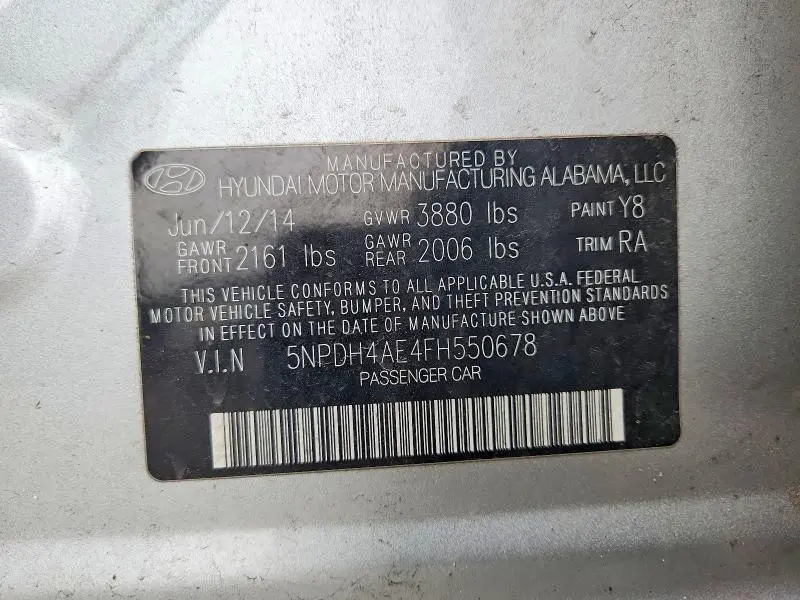 MANUFACTURED BY
HYUNDAI MOTOR MANUFACTURING ALABAMA, LLC
Jun/12/14 GVWR 3880 lbs PAINT Y8
GAWR FRONT 2161 lbs GAWR REAR 2006 lbs TRIM RA
THIS VEHICLE CONFORMS TO ALL APPLICABLE U.S.A. FEDERAL
MOTOR VEHICLE SAFETY, BUMPER, AND THEFT PREVENTION STANDARDS
IN EFFECT ON THE DATE OF MANUFACTURE SHOWN ABOVE
V.I.N 5NPDH4AE4FH550678
PASSENGER CAR